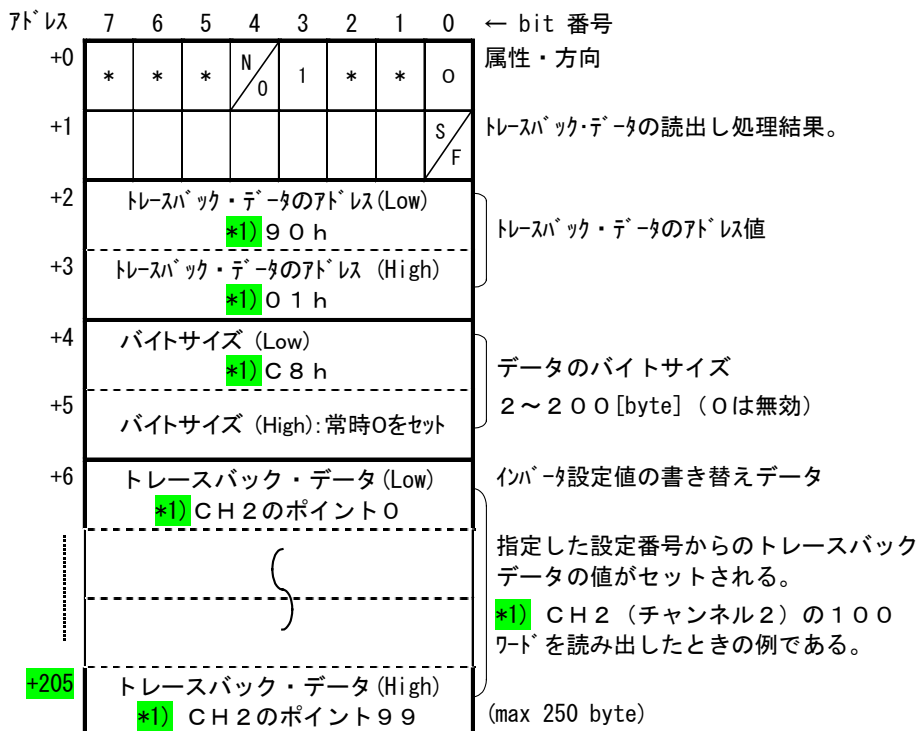 ｱﾄﾞﾚｽ 7 6 5 4 3 2 1 0 ← bit 番号
+0 * * * N/0 1 * * 0 属性・方向
+1 S/F ﾄﾚｰｽﾊﾞｯｸ･ﾃﾞｰﾀの読出し処理結果。
+2 ﾄﾚｰｽﾊﾞｯｸ・ﾃﾞｰﾀのｱﾄﾞﾚｽ(Low)
*1)９０ｈ
ﾄﾚｰｽﾊﾞｯｸ・ﾃﾞｰﾀのｱﾄﾞﾚｽ値
+3 ﾄﾚｰｽﾊﾞｯｸ・ﾃﾞｰﾀのｱﾄﾞﾚｽ (High)
*1)０１ｈ
+4 バイトサイズ (Low)
*1)Ｃ８ｈ
データのバイトサイズ
２～２００[byte]（０は無効）
+5 バイトサイズ (High):常時0をセット
+6 トレースバック・データ(Low)
*1)ＣＨ２のポイント０
ｲﾝﾊﾞｰﾀ設定値の書き替えデータ
指定した設定番号からのトレースバック
データの値がセットされる。
*1) ＣＨ２（チャンネル２）の１００
ﾜｰﾄﾞを読み出したときの例である。
+205 トレースバック・データ(High)
*1) ＣＨ２のポイント９９
(max 250 byte)